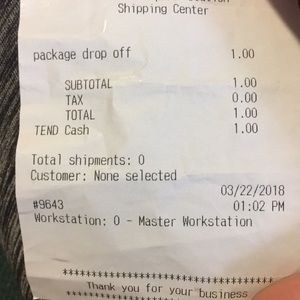 Shipping Center
package drop off 1.00
SUBTOTAL 1.00
TAX 0.00
TOTAL 1.00
TEND Cash 1.00
Total shipments: 0
Customer: None selected
03/22/2018
#9643 01:02 PM
Workstation: 0 - Master Workstation
************************************
Thank you for your business
************************************